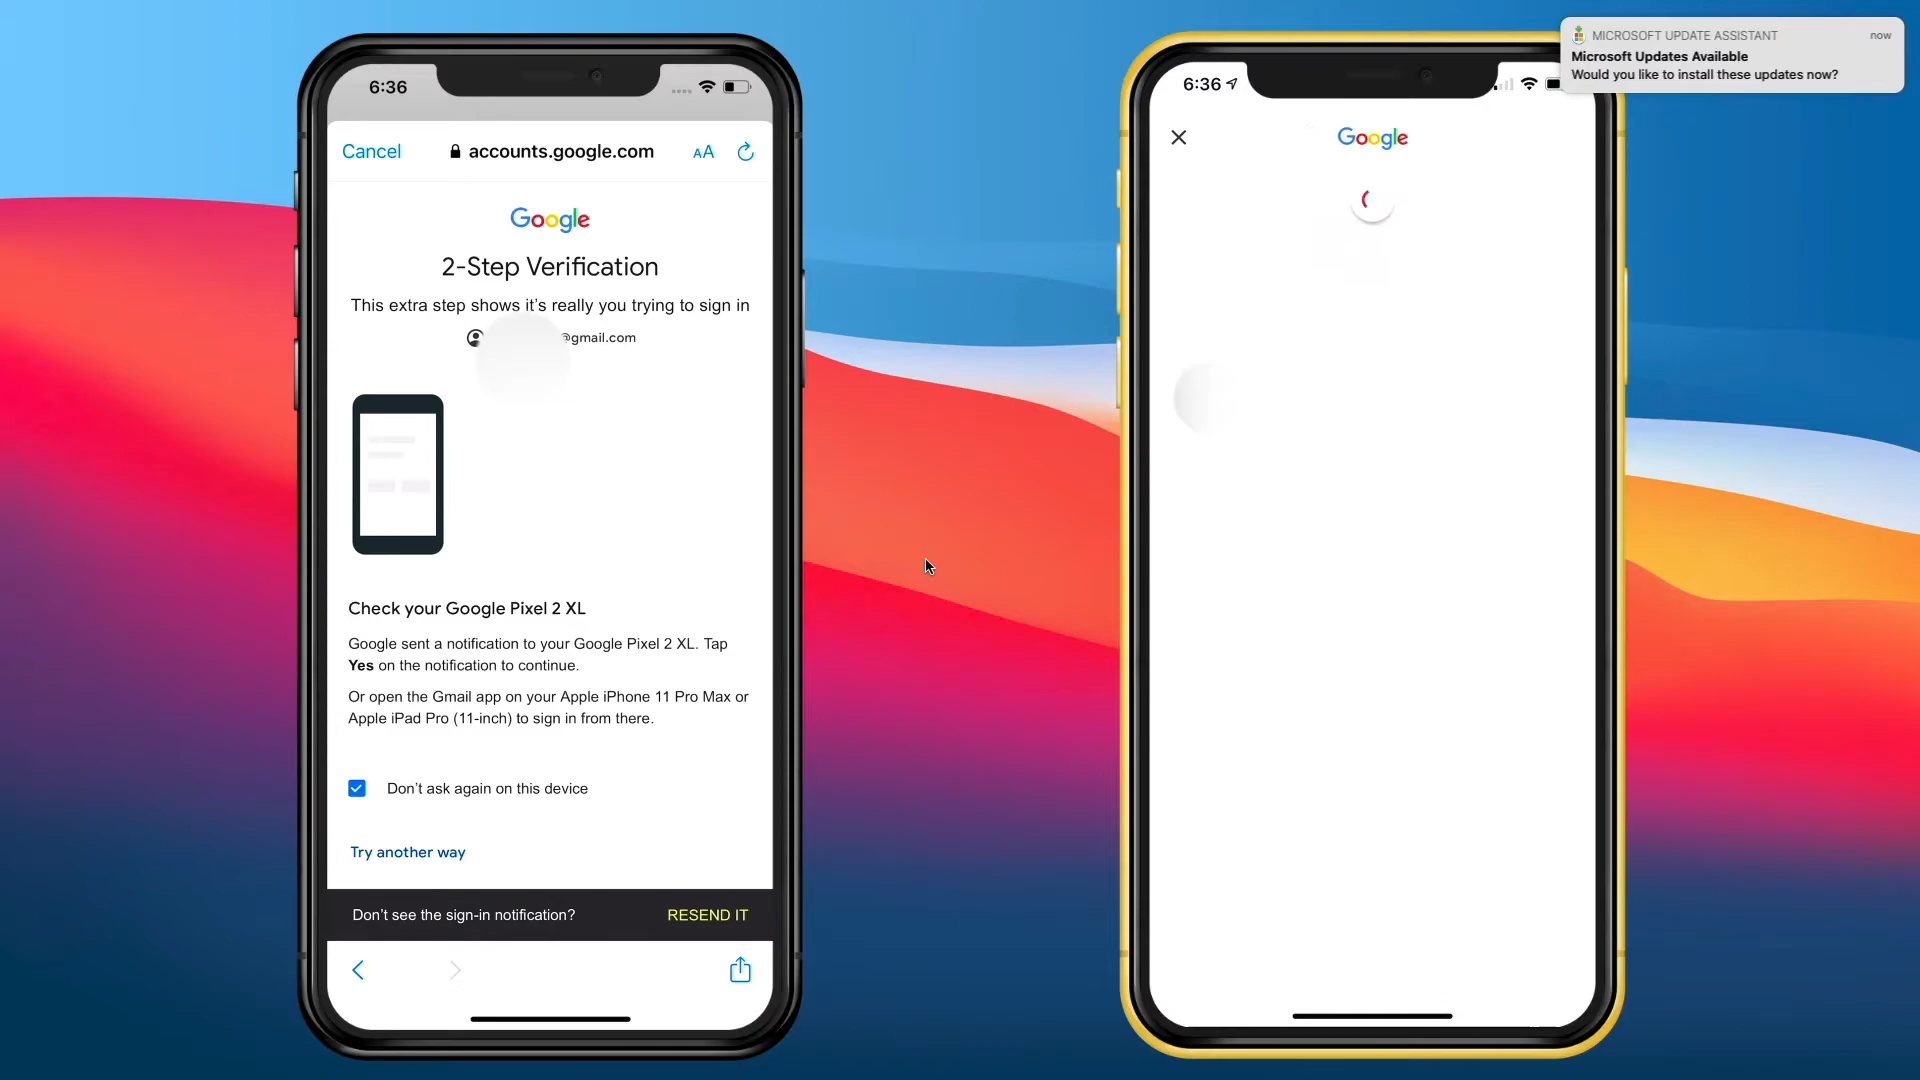 6:36
Cancel
accounts.google.com
AA
Google
2-Step Verification
This extra step shows it's really you trying to sign in
@gmail.com
Check your Google Pixel 2 XL
Google sent a notification to your Google Pixel 2 XL. Tap
Yes on the notification to continue.
Or open the Gmail app on your Apple iPhone 11 Pro Max or
Apple iPad Pro (11-inch) to sign in from there.
Don't ask again on this device
Try another way
Don't see the sign-in notification?
RESEND IT
6:36
Google
MICROSOFT UPDATE ASSISTANT
now
Microsoft Updates Available
Would you like to install these updates now?